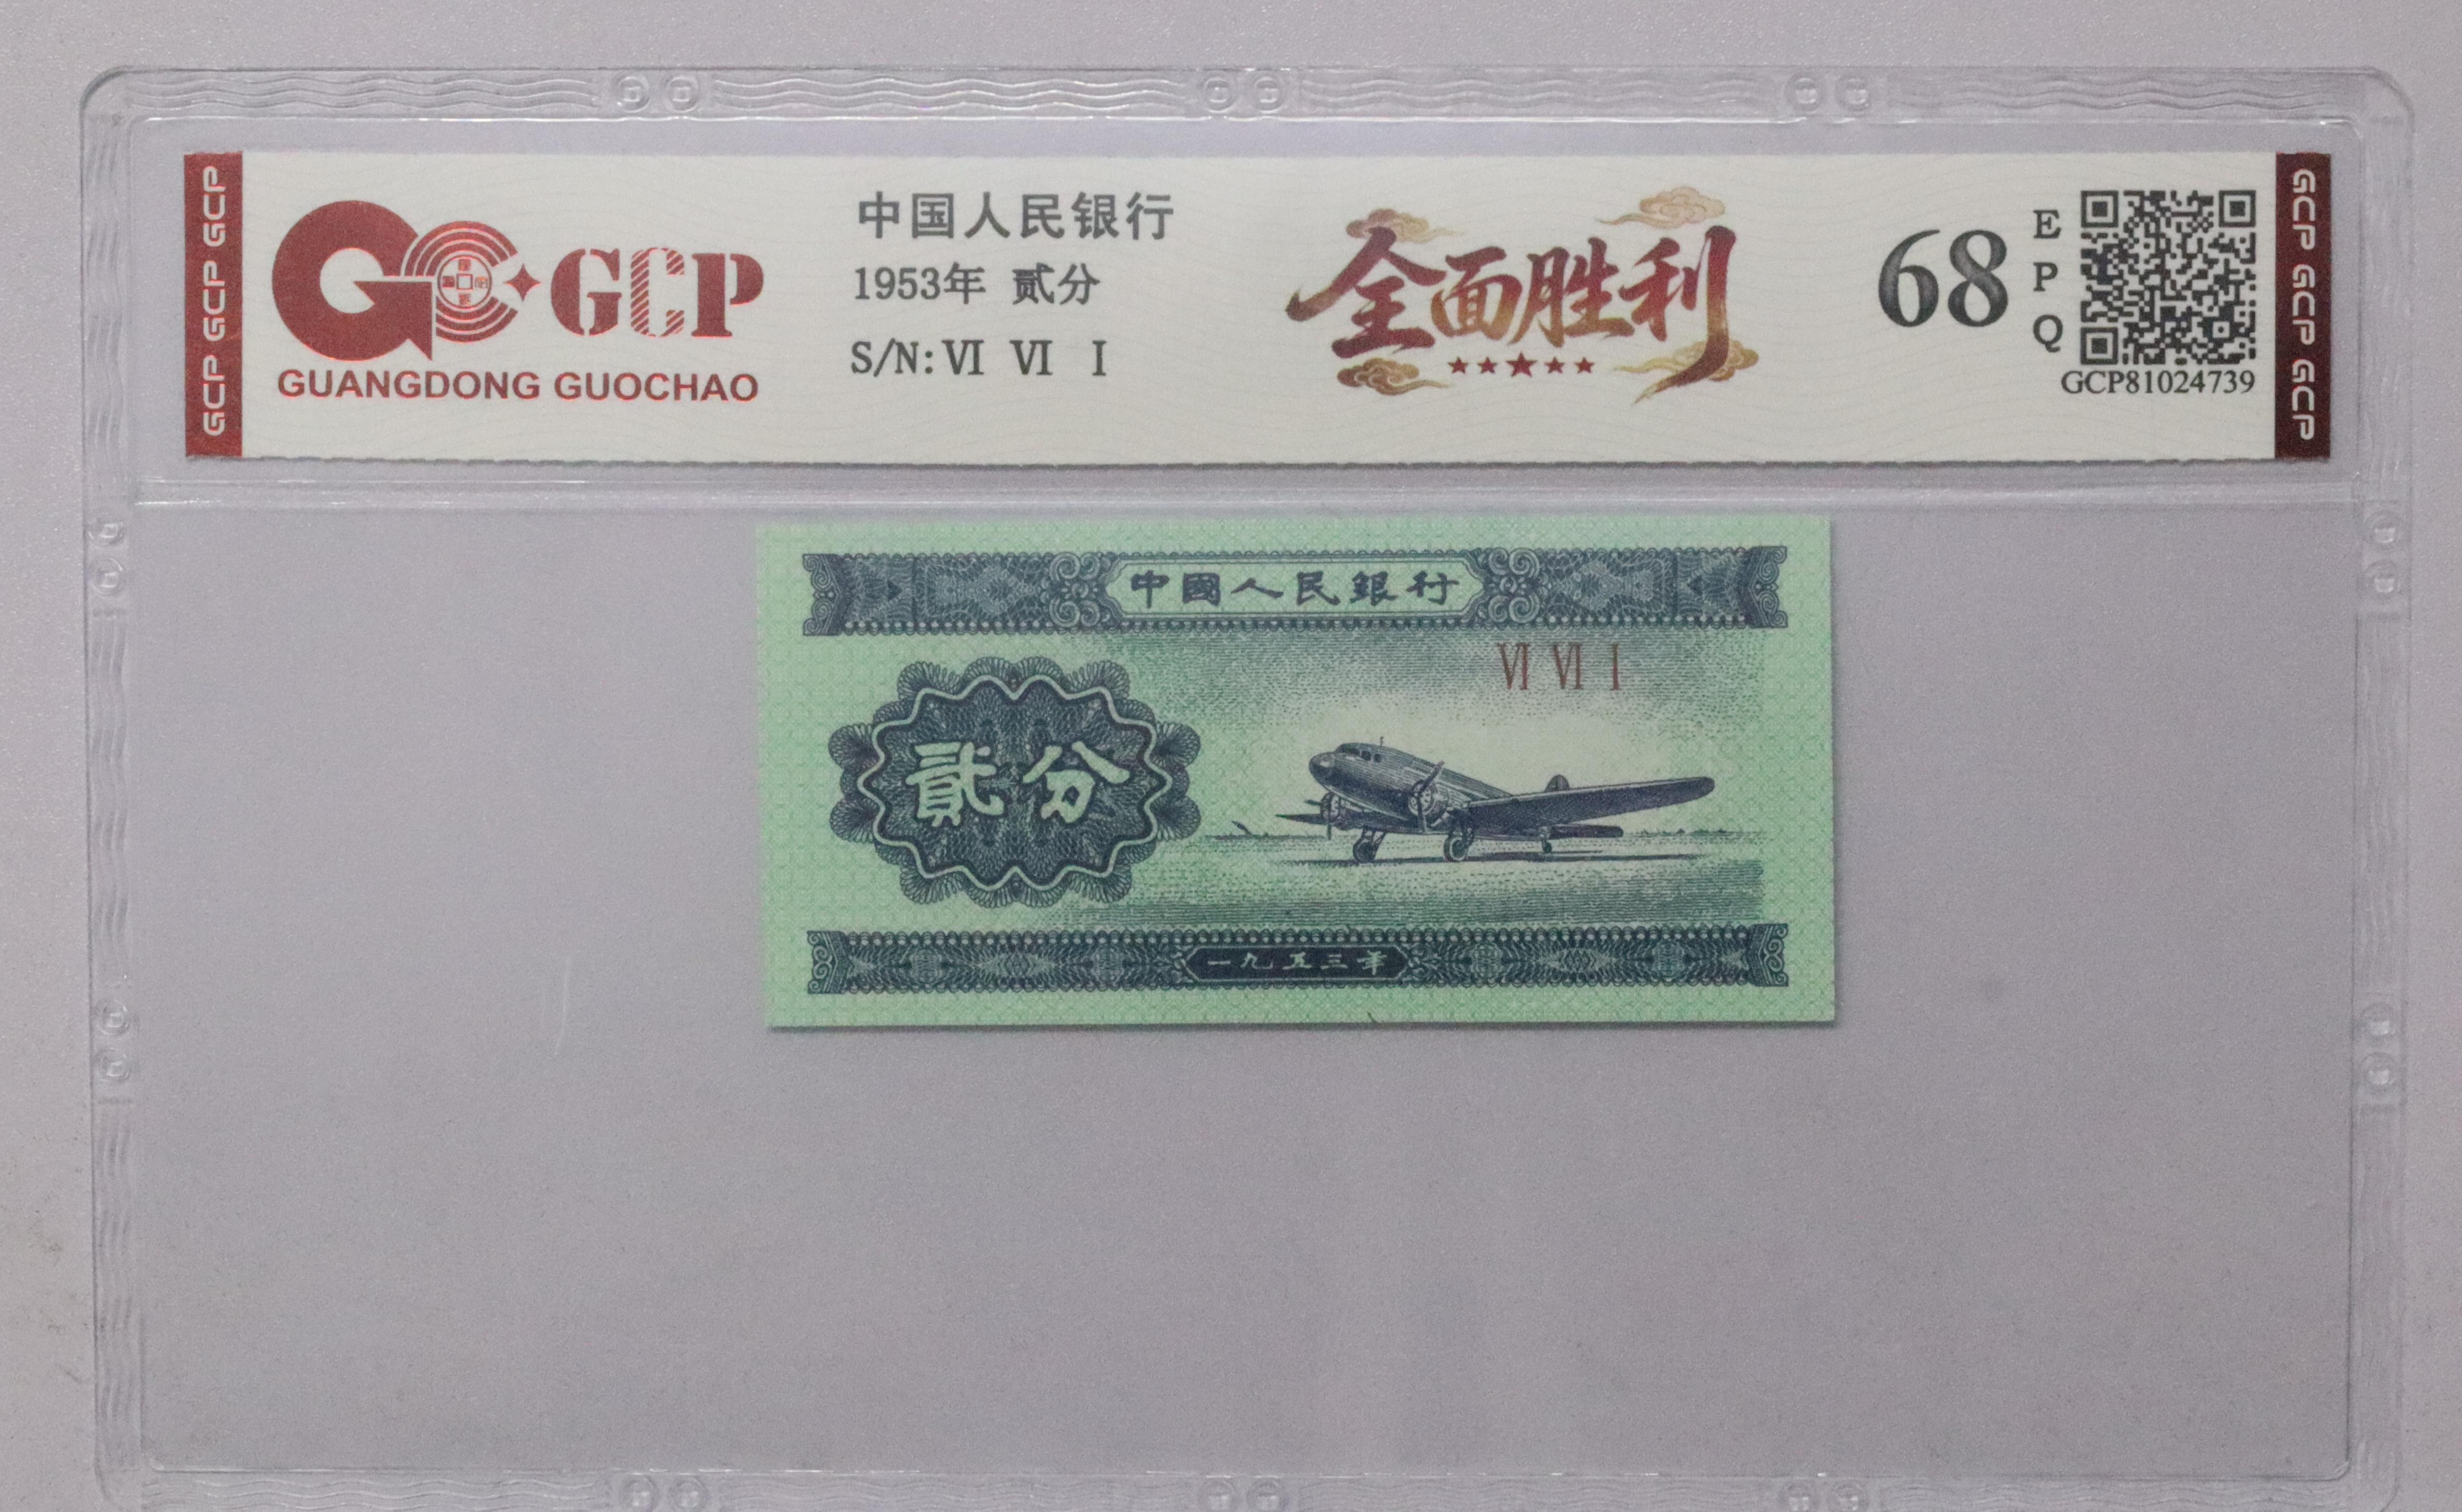 GCP GCP GCP
GCP
GUANGDONG GUOCHAO
中国人民银行
1953年 贰分
S/N: VI VI I
全面胜利
68
E
P
Q
GCP81024739
GCP GCP GCP
中國人民銀行
VI VI I
貳分
一九五三年